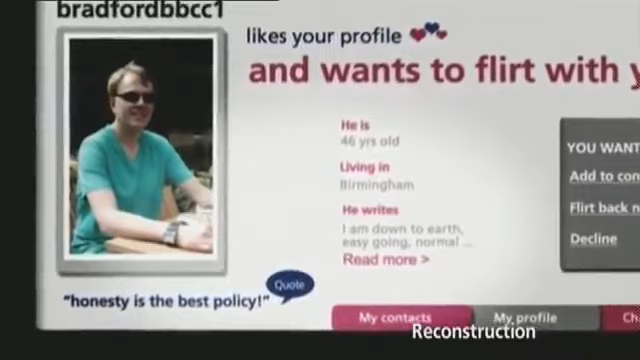 bradfordbbcc1
likes your profile
and wants to flirt with
He is
46 yrs old
Living in
Birmingham
He writes
I am down to earth,
easy going, normal ...
Read more >
YOU WANT
Add to con
Flirt back n
Decline
Quote
"honesty is the best policy!"
My contacts
My profile
Ch
Reconstruction